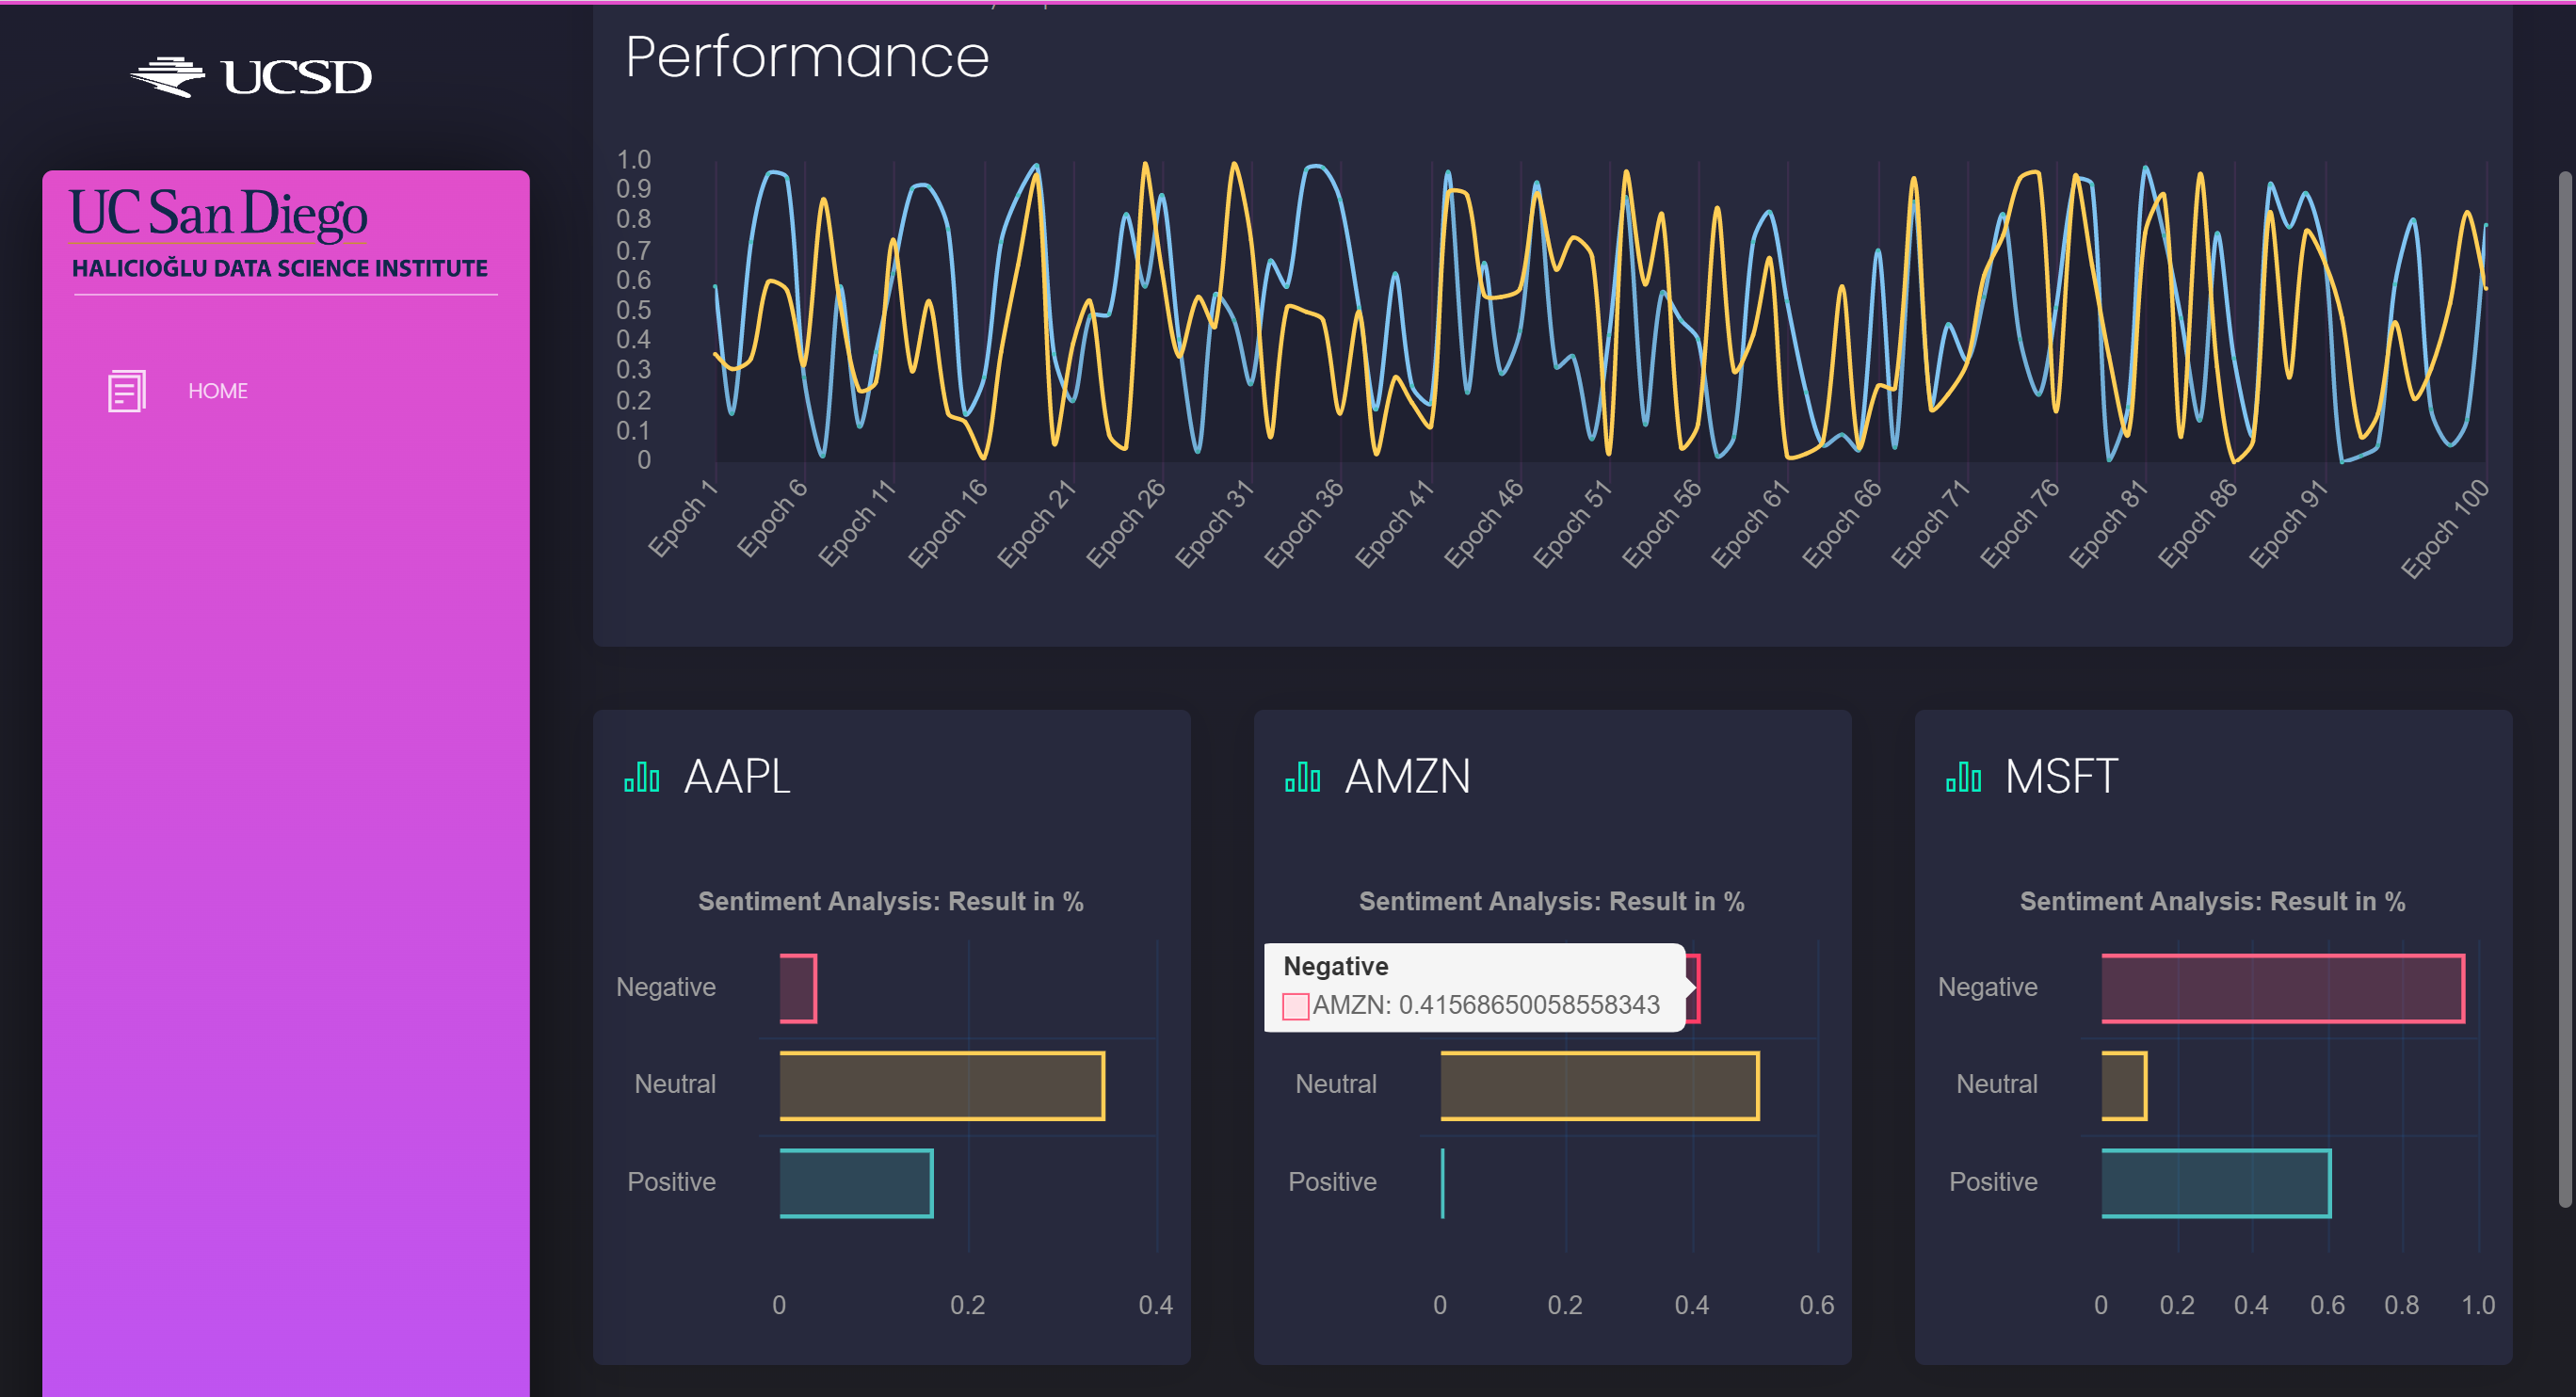 UCSD
UC San Diego
HALICIOĞLU DATA SCIENCE INSTITUTE
HOME
Performance
1.0
0.9
0.8
0.7
0.6
0.5
0.4
0.3
0.2
0.1
0
Epoch 1
Epoch 6
Epoch 11
Epoch 16
Epoch 21
Epoch 26
Epoch 31
Epoch 36
Epoch 41
Epoch 46
Epoch 51
Epoch 56
Epoch 61
Epoch 66
Epoch 71
Epoch 76
Epoch 81
Epoch 86
Epoch 91
Epoch 100
AAPL
Sentiment Analysis: Result in %
Negative
Neutral
Positive
0 0.2 0.4
AMZN
Sentiment Analysis: Result in %
Negative
AMZN: 0.41568650058558343
Neutral
Positive
0 0.2 0.4 0.6
MSFT
Sentiment Analysis: Result in %
Negative
Neutral
Positive
0 0.2 0.4 0.6 0.8 1.0